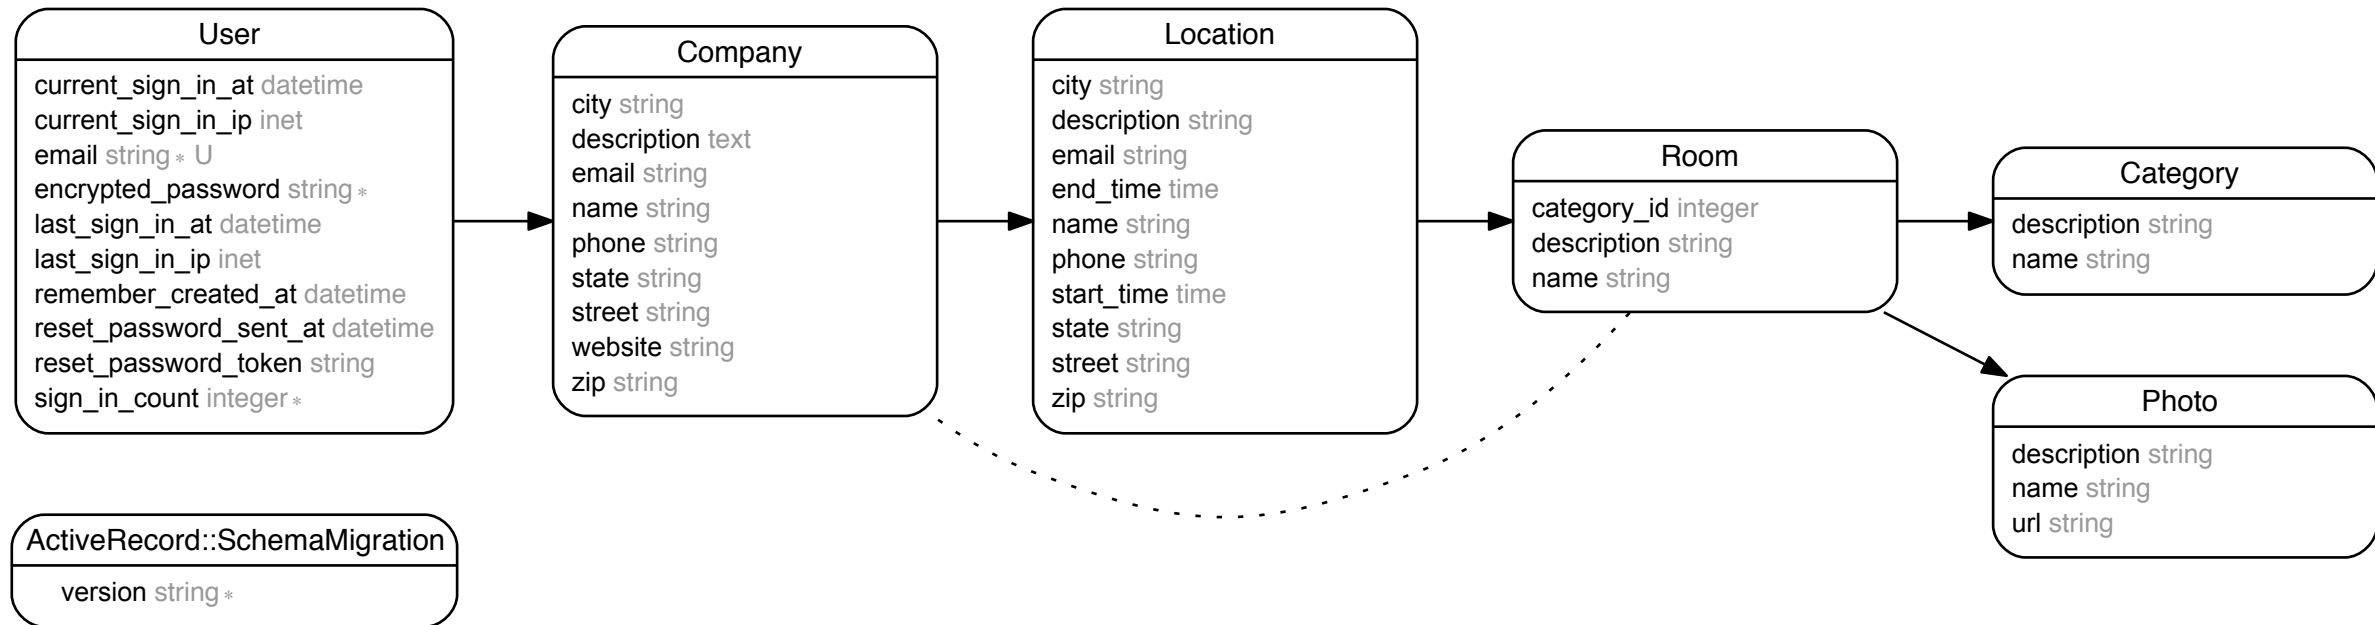 User
current_sign_in_at datetime
current_sign_in_ip inet
email string * U
encrypted_password string *
last_sign_in_at datetime
last_sign_in_ip inet
remember_created_at datetime
reset_password_sent_at datetime
reset_password_token string
sign_in_count integer *
Company
city string
description text
email string
name string
phone string
state string
street string
website string
zip string
Location
city string
description string
email string
end_time time
name string
phone string
start_time time
state string
street string
zip string
Room
category_id integer
description string
name string
Category
description string
name string
Photo
description string
name string
url string
ActiveRecord::SchemaMigration
version string *